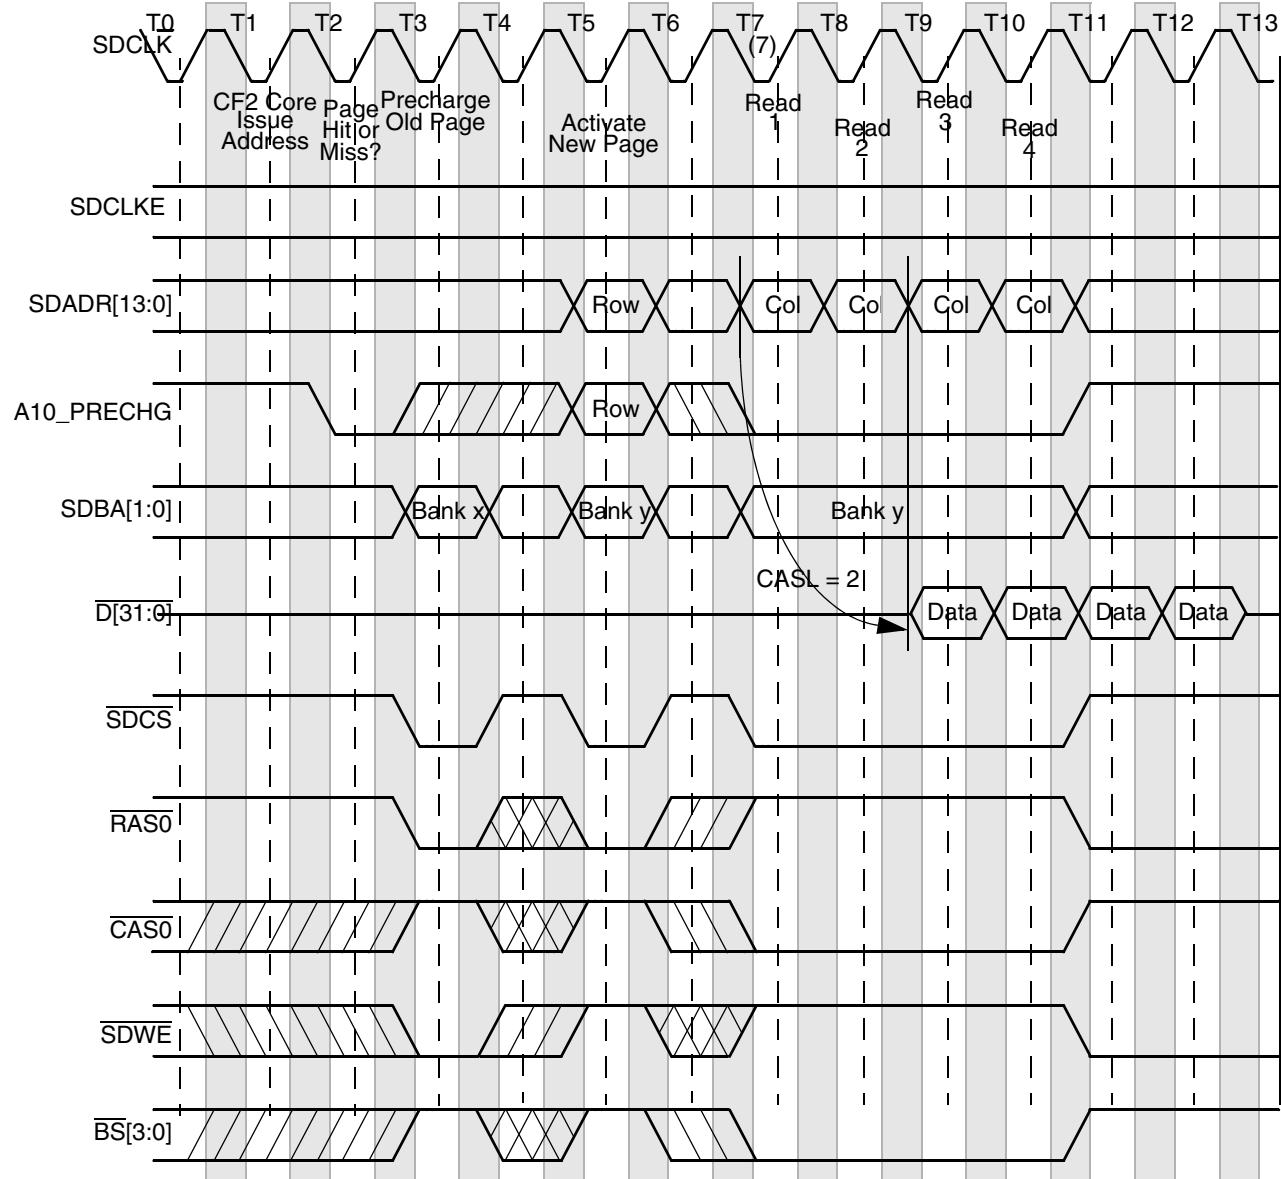 T0 T1 T2 T3 T4 T5 T6 T7 T8 T9 T10 T11 T12 T13
(7)
SDCLK
CF2 Core
Issue
Address
Page
Hit or
Miss?
Precharge
Old Page
Activate
New Page
Read
1
Read
2
Read
3
Read
4
SDCLKE
SDADR[13:0]
Row
Col
Col
Col
Col
A10_PRECHG
Row
SDBA[1:0]
Bank x
Bank y
Bank y
CASL = 2
D[31:0]
Data
Data
Data
Data
SDCS
RAS0
CAS0
SDWE
BS[3:0]